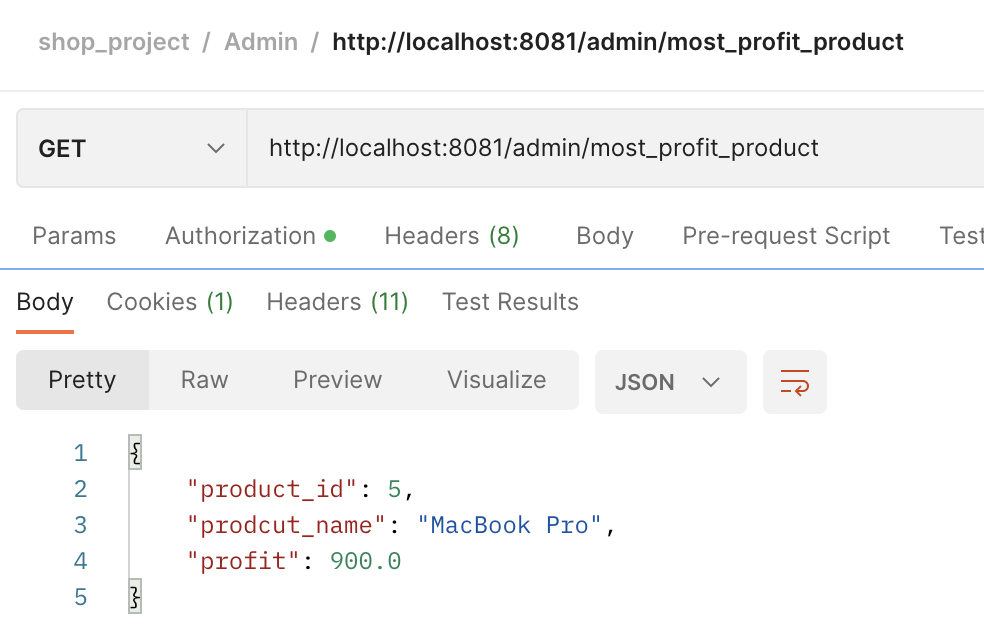 shop_project / Admin / http://localhost:8081/admin/most_profit_product
GET http://localhost:8081/admin/most_profit_product
Params Authorization Headers (8) Body Pre-request Script Test
Body Cookies (1) Headers (11) Test Results
Pretty Raw Preview Visualize JSON
1 {
2 "product_id": 5,
3 "prodcut_name": "MacBook Pro",
4 "profit": 900.0
5 }